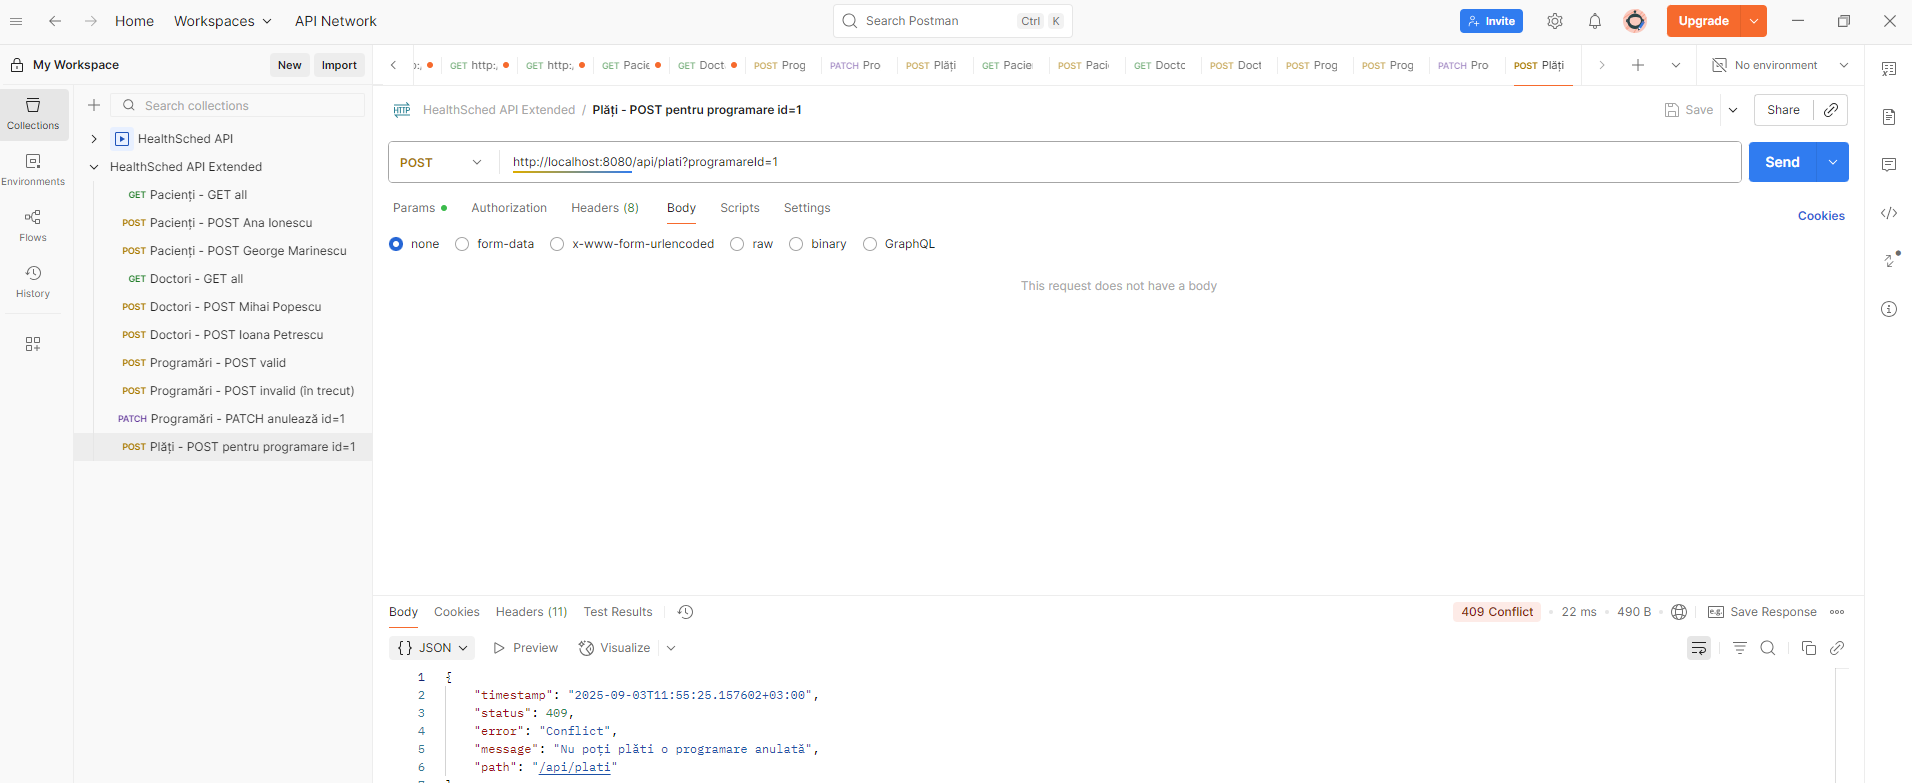 Home Workspaces API Network Search Postman Ctrl K Invite Upgrade
My Workspace New Import
GET http:, GET http:, GET Pacie GET Doct POST Prog PATCH Pro POST Plăți GET Pacie POST Paci GET Docto POST Doct POST Prog POST Prog PATCH Pro POST Plăți No environment
Collections
Environments
Flows
History
Search collections
HealthSched API
HealthSched API Extended
GET Pacienți - GET all
POST Pacienți - POST Ana Ionescu
POST Pacienți - POST George Marinescu
GET Doctori - GET all
POST Doctori - POST Mihai Popescu
POST Doctori - POST Ioana Petrescu
POST Programări - POST valid
POST Programări - POST invalid (în trecut)
PATCH Programări - PATCH anulează id=1
POST Plăți - POST pentru programare id=1
HTTP HealthSched API Extended / Plăți - POST pentru programare id=1 Save Share
POST http://localhost:8080/api/plati?programareId=1 Send
Params Authorization Headers (8) Body Scripts Settings Cookies
none form-data x-www-form-urlencoded raw binary GraphQL
This request does not have a body
Body Cookies Headers (11) Test Results 409 Conflict 22 ms 490 B e.g. Save Response
{} JSON Preview Visualize
1 {
2 "timestamp": "2025-09-03T11:55:25.157602+03:00",
3 "status": 409,
4 "error": "Conflict",
5 "message": "Nu poți plăti o programare anulată",
6 "path": "/api/plati"